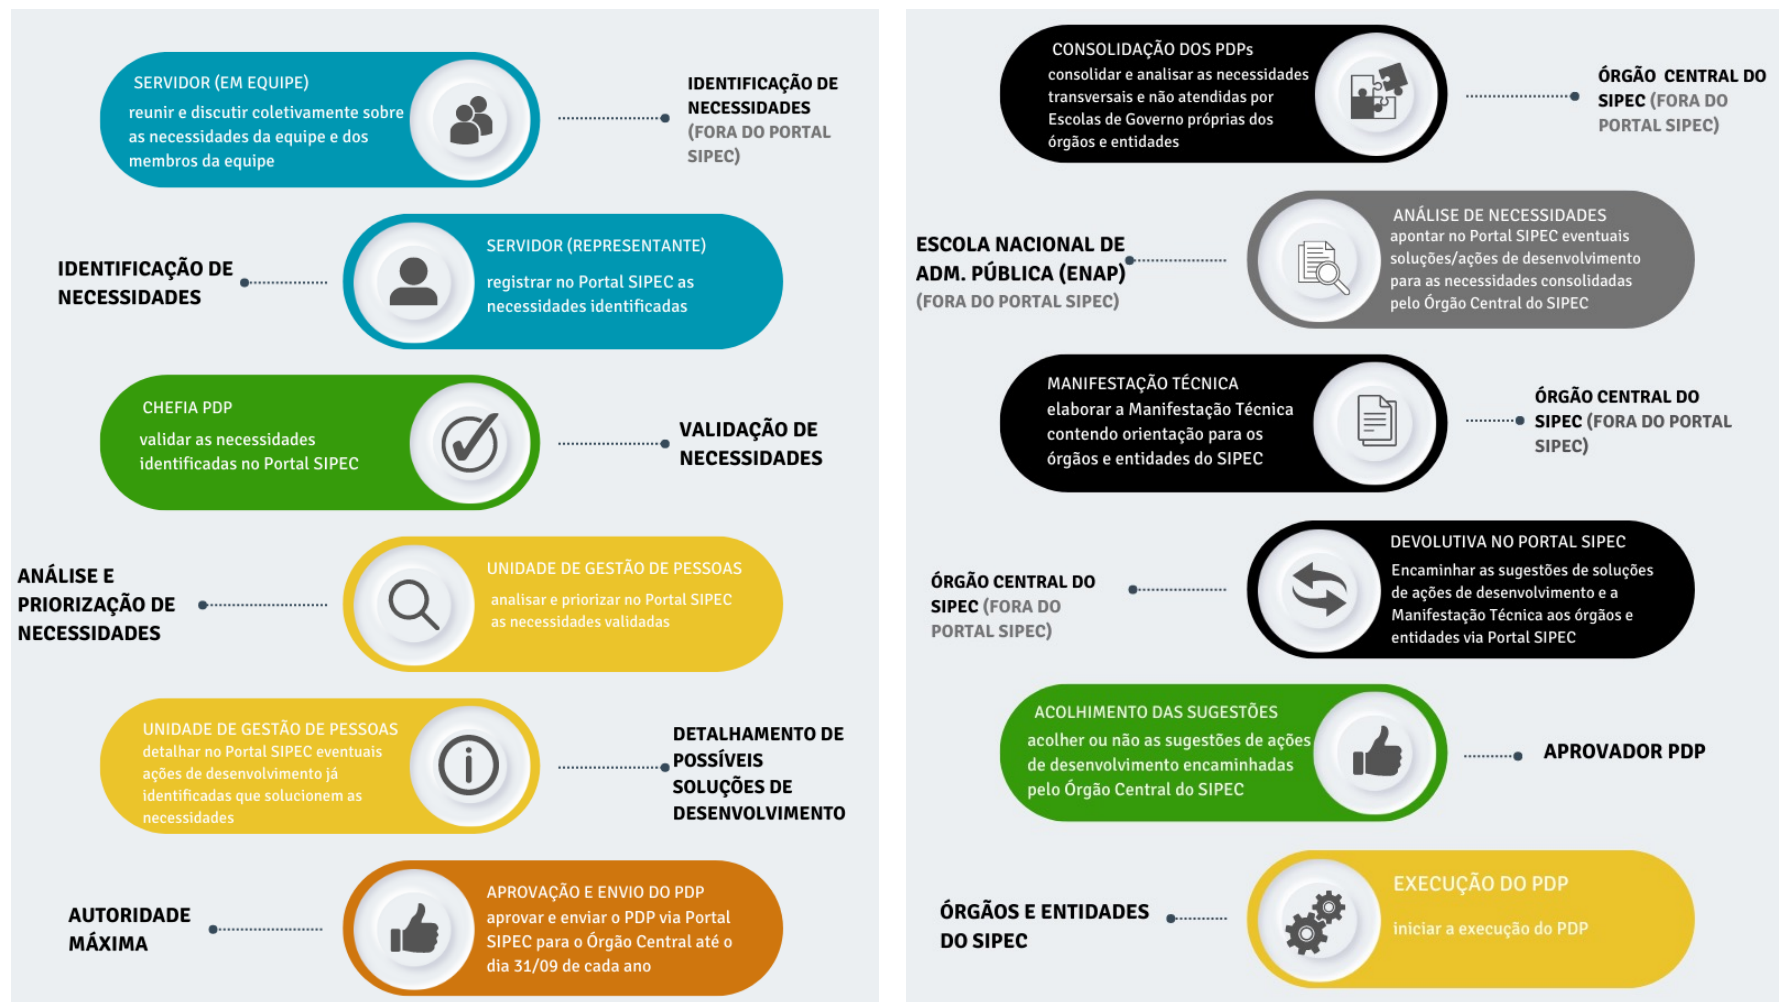 SERVIDOR (EM EQUIPE)
reunir e discutir coletivamente sobre
as necessidades da equipe e dos
membros da equipe
IDENTIFICAÇÃO DE
NECESSIDADES
(FORA DO PORTAL
SIPEC)
IDENTIFICAÇÃO DE
NECESSIDADES
SERVIDOR (REPRESENTANTE)
registrar no Portal SIPEC as
necessidades identificadas
CHEFIA PDP
validar as necessidades
identificadas no Portal SIPEC
VALIDAÇÃO DE
NECESSIDADES
ANÁLISE E
PRIORIZAÇÃO DE
NECESSIDADES
UNIDADE DE GESTÃO DE PESSOAS
analisar e priorizar no Portal SIPEC
as necessidades validadas
UNIDADE DE GESTÃO DE PESSOAS
detalhar no Portal SIPEC eventuais
ações de desenvolvimento já
identificadas que solucionem as
necessidades
DETALHAMENTO DE
POSSÍVEIS
SOLUÇÕES DE
DESENVOLVIMENTO
AUTORIDADE
MÁXIMA
APROVAÇÃO E ENVIO DO PDP
aprovar e enviar o PDP via Portal
SIPEC para o Órgão Central até o
dia 31/09 de cada ano
CONSOLIDAÇÃO DOS PDPs
consolidar e analisar as necessidades
transversais e não atendidas por
Escolas de Governo próprias dos
órgãos e entidades
ÓRGÃO CENTRAL DO
SIPEC (FORA DO
PORTAL SIPEC)
ESCOLA NACIONAL DE
ADM. PÚBLICA (ENAP)
(FORA DO PORTAL SIPEC)
ANÁLISE DE NECESSIDADES
apontar no Portal SIPEC eventuais
soluções/ações de desenvolvimento
para as necessidades consolidadas
pelo Órgão Central do SIPEC
MANIFESTAÇÃO TÉCNICA
elaborar a Manifestação Técnica
contendo orientação para os
órgãos e entidades do SIPEC
ÓRGÃO CENTRAL DO
SIPEC (FORA DO PORTAL
SIPEC)
ÓRGÃO CENTRAL DO
SIPEC (FORA DO
PORTAL SIPEC)
DEVOLUTIVA NO PORTAL SIPEC
Encaminhar as sugestões de soluções
de ações de desenvolvimento e a
Manifestação Técnica aos órgãos e
entidades via Portal SIPEC
ACOLHIMENTO DAS SUGESTÕES
acolher ou não as sugestões de ações
de desenvolvimento encaminhadas
pelo Órgão Central do SIPEC
APROVADOR PDP
ÓRGÃOS E ENTIDADES
DO SIPEC
EXECUÇÃO DO PDP
iniciar a execução do PDP